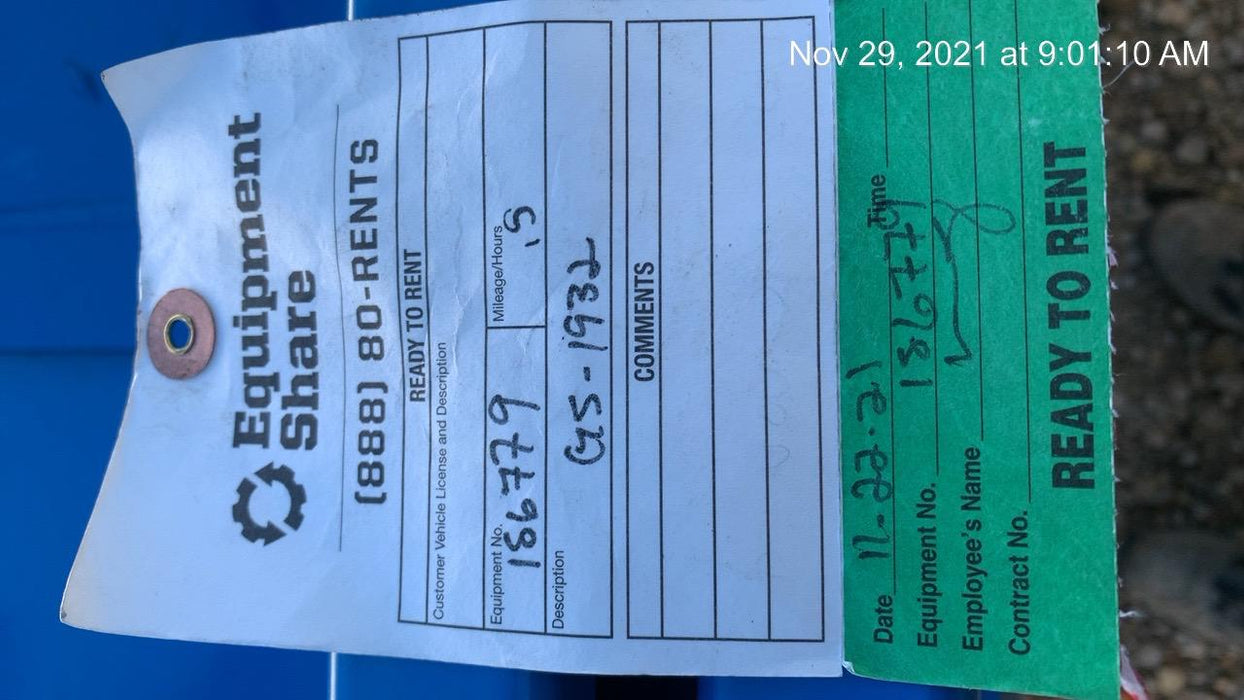 Nov 29, 2021 at 9:01:10 AM
Equipment
Share
(888) 80-RENTS
READY TO RENT
Customer Vehicle License and Description
Equipment No. 186779 Mileage/Hours .5
Description GS-1932
COMMENTS
Date 11-22-21 Time
Equipment No. 186779
Employee's Name
Contract No.
READY TO RENT